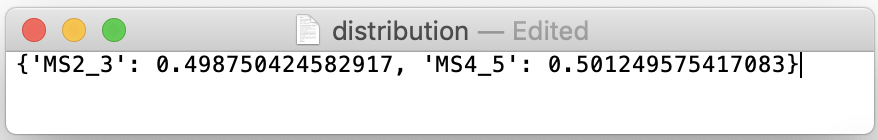 distribution — Edited
{'MS2_3': 0.498750424582917, 'MS4_5': 0.501249575417083}